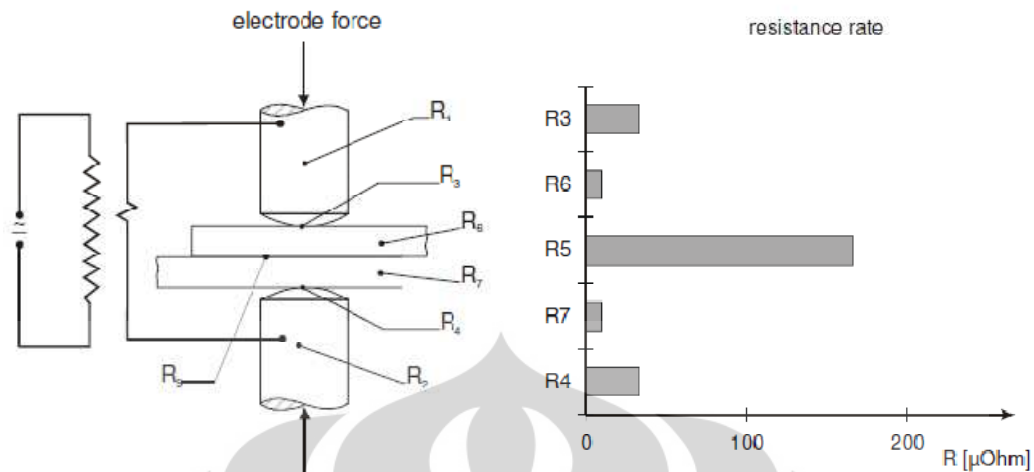 electrode force
resistance rate
R₁
R₃
R₆
R₇
R₄
R₅
R₂
~
=
R3
R6
R5
R7
R4
0
100
200
R [µOhm]